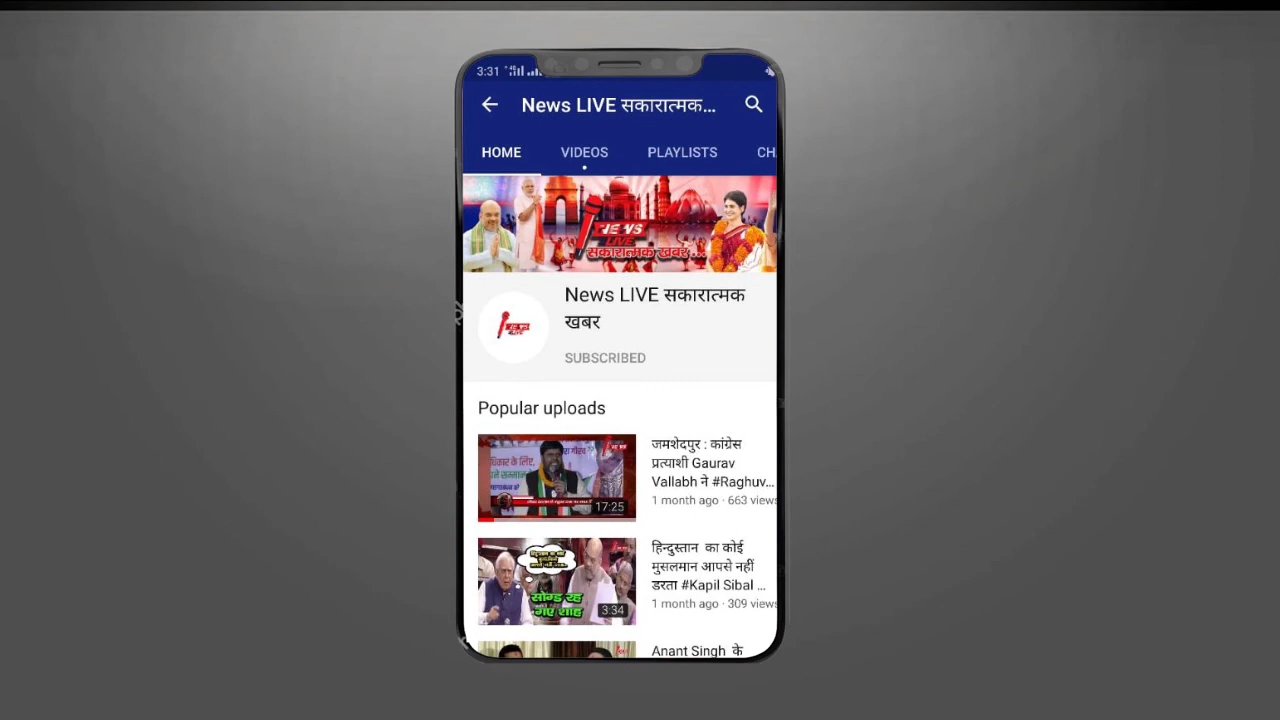 3:31
News LIVE सकारात्मक...
HOME
VIDEOS
PLAYLISTS
CH
NEWS
LIVE
सकारात्मक खबर ...
News LIVE सकारात्मक
खबर
SUBSCRIBED
Popular uploads
17:25
जमशेदपुर : कांग्रेस
प्रत्याशी Gaurav
Vallabh ने #Raghuv...
1 month ago · 663 views
सोचते रह
गए शाह
3:34
हिन्दुस्तान का कोई
मुसलमान आपसे नहीं
डरता #Kapil Sibal ...
1 month ago · 309 views
Anant Singh के